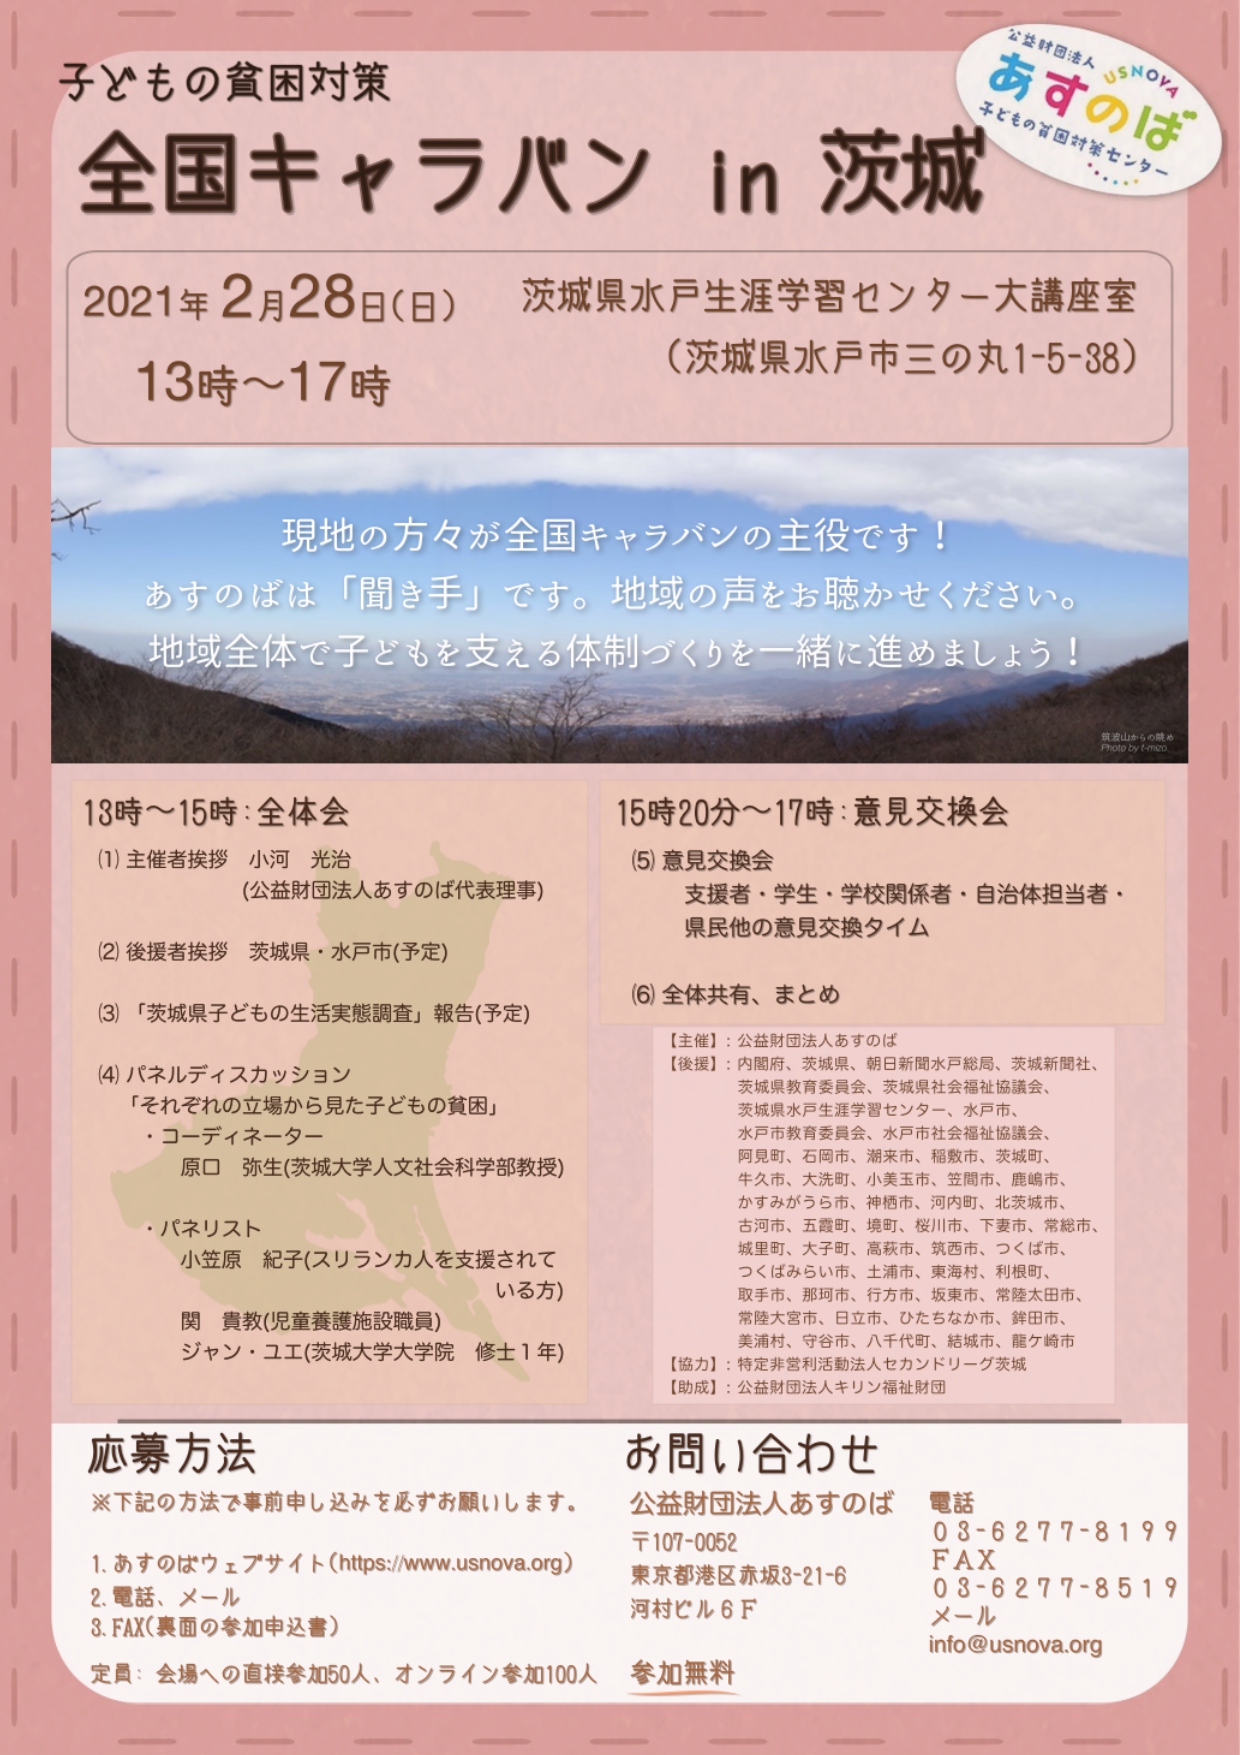 子どもの貧困対策
全国キャラバン in 茨城
公益財団法人
あすのば USNOVA
子どもの貧困対策センター
2021年 2月28日(日)
13時〜17時
茨城県水戸生涯学習センター大講座室
（茨城県水戸市三の丸1-5-38）
現地の方々が全国キャラバンの主役です！
あすのばは「聞き手」です。地域の声をお聴かせください。
地域全体で子どもを支える体制づくりを一緒に進めましょう！
筑波山からの眺め
Photo by t-mizo
13時〜15時：全体会
⑴ 主催者挨拶　小河　光治
(公益財団法人あすのば代表理事)
⑵ 後援者挨拶　茨城県・水戸市(予定)
⑶ 「茨城県子どもの生活実態調査」報告(予定)
⑷ パネルディスカッション
「それぞれの立場から見た子どもの貧困」
・コーディネーター
原口　弥生(茨城大学人文社会科学部教授)
・パネリスト
小笠原　紀子(スリランカ人を支援されて
いる方)
関　貴教(児童養護施設職員)
ジャン・ユエ(茨城大学大学院　修士１年)
15時20分〜17時：意見交換会
⑸ 意見交換会
支援者・学生・学校関係者・自治体担当者・
県民他の意見交換タイム
⑹ 全体共有、まとめ
【主催】：公益財団法人あすのば
【後援】：内閣府、茨城県、朝日新聞水戸総局、茨城新聞社、
茨城県教育委員会、茨城県社会福祉協議会、
茨城県水戸生涯学習センター、水戸市、
水戸市教育委員会、水戸市社会福祉協議会、
阿見町、石岡市、潮来市、稲敷市、茨城町、
牛久市、大洗町、小美玉市、笠間市、鹿嶋市、
かすみがうら市、神栖市、河内町、北茨城市、
古河市、五霞町、境町、桜川市、下妻市、常総市、
城里町、大子町、高萩市、筑西市、つくば市、
つくばみらい市、土浦市、東海村、利根町、
取手市、那珂市、行方市、坂東市、常陸太田市、
常陸大宮市、日立市、ひたちなか市、鉾田市、
美浦村、守谷市、八千代町、結城市、龍ケ崎市
【協力】：特定非営利活動法人セカンドリーグ茨城
【助成】：公益財団法人キリン福祉財団
応募方法
※下記の方法で事前申し込みを必ずお願いします。
1. あすのばウェブサイト（https://www.usnova.org）
2. 電話、メール
3. FAX（裏面の参加申込書）
定員：会場への直接参加50人、オンライン参加100人
お問い合わせ
公益財団法人あすのば
〒107-0052
東京都港区赤坂3-21-6
河村ビル６Ｆ
参加無料
電話
０３-６２７７-８１９９
ＦＡＸ
０３-６２７７-８５１９
メール
info@usnova.org